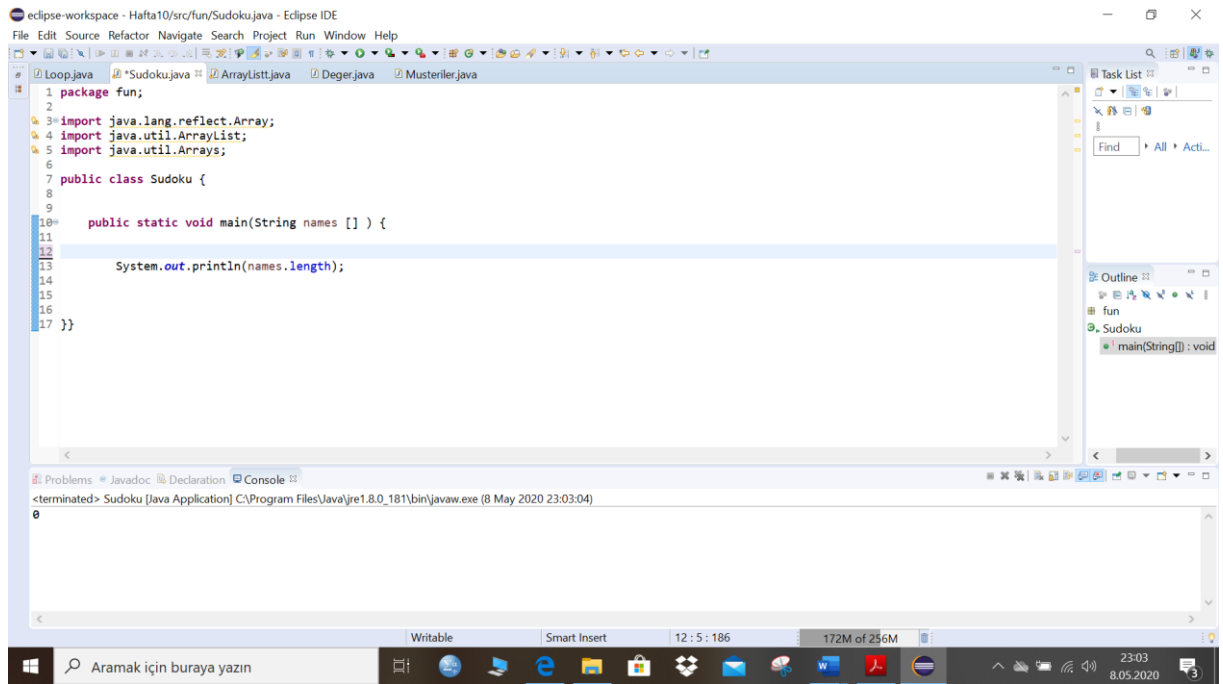 eclipse-workspace - Hafta10/src/fun/Sudoku.java - Eclipse IDE
File Edit Source Refactor Navigate Search Project Run Window Help
Loop.java *Sudoku.java ArrayListt.java Deger.java Musteriler.java
1 package fun;
2
3 import java.lang.reflect.Array;
4 import java.util.ArrayList;
5 import java.util.Arrays;
6
7 public class Sudoku {
8
9
10 public static void main(String names [] ) {
11
12
13 System.out.println(names.length);
14
15
16
17 }}
Task List
Find All Acti...
Outline
fun
Sudoku
main(String[]) : void
Problems Javadoc Declaration Console
<terminated> Sudoku [Java Application] C:\Program Files\Java\jre1.8.0_181\bin\javaw.exe (8 May 2020 23:03:04)
0
Writable Smart Insert 12 : 5 : 186 172M of 256M
Aramak için buraya yazın
23:03
8.05.2020
3